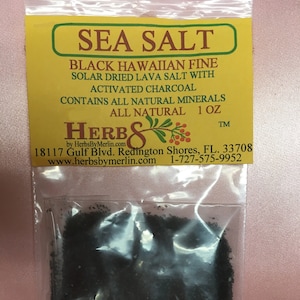 SEA SALT
BLACK HAWAIIAN FINE
SOLAR DRIED LAVA SALT WITH
ACTIVATED CHARCOAL
CONTAINS ALL NATURAL MINERALS
ALL NATURAL 1 OZ
HERB8 TM
by HerbsByMerlin.com
18117 Gulf Blvd. Redington Shores, FL. 33708
www.herbsbymerlin.com 1-727-575-9952